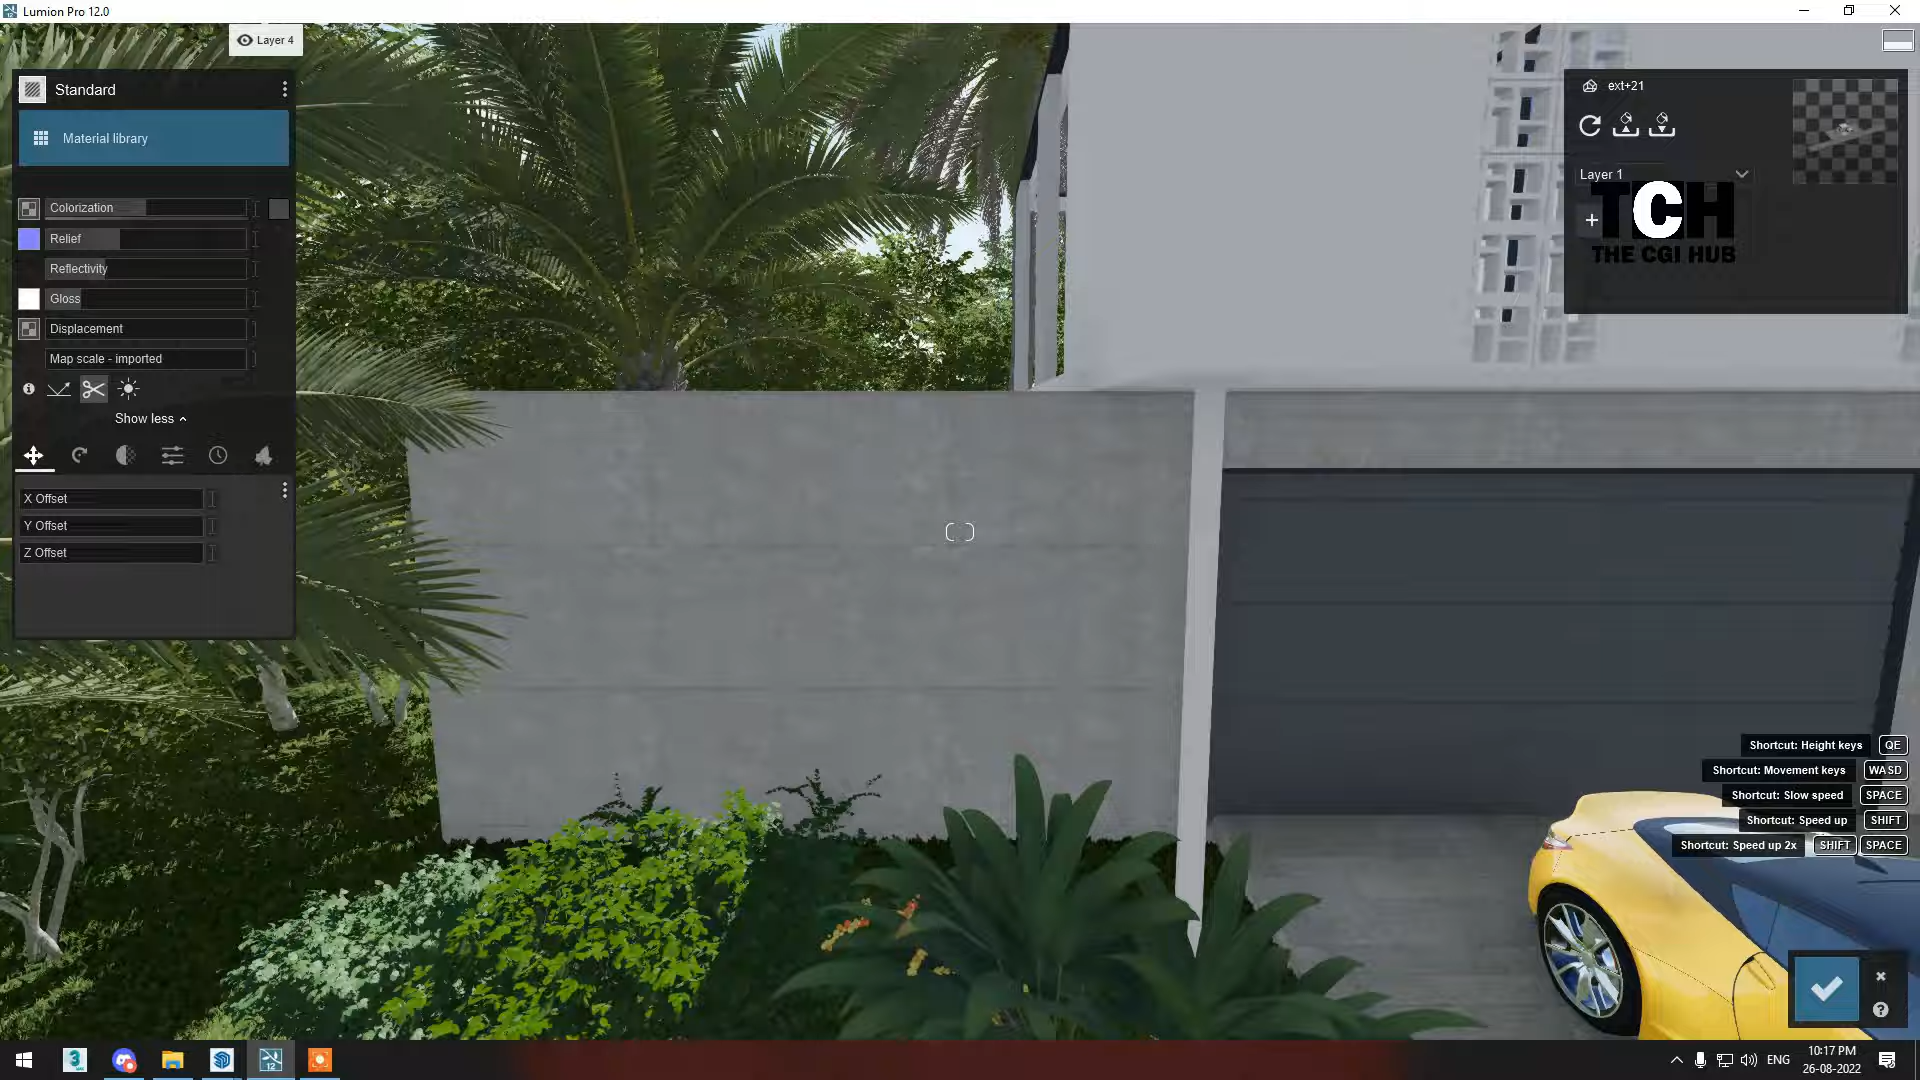 Lumion Pro 12.0
Layer 4
Standard
Material library
Colorization
Relief
Reflectivity
Gloss
Displacement
Map scale - imported
Show less
X Offset
Y Offset
Z Offset
ext+21
Layer 1
TCH
THE CGI HUB
Shortcut: Height keys QE
Shortcut: Movement keys WASD
Shortcut: Slow speed SPACE
Shortcut: Speed up SHIFT
Shortcut: Speed up 2x SHIFT SPACE
3
12
ENG
10:17 PM
26-08-2022